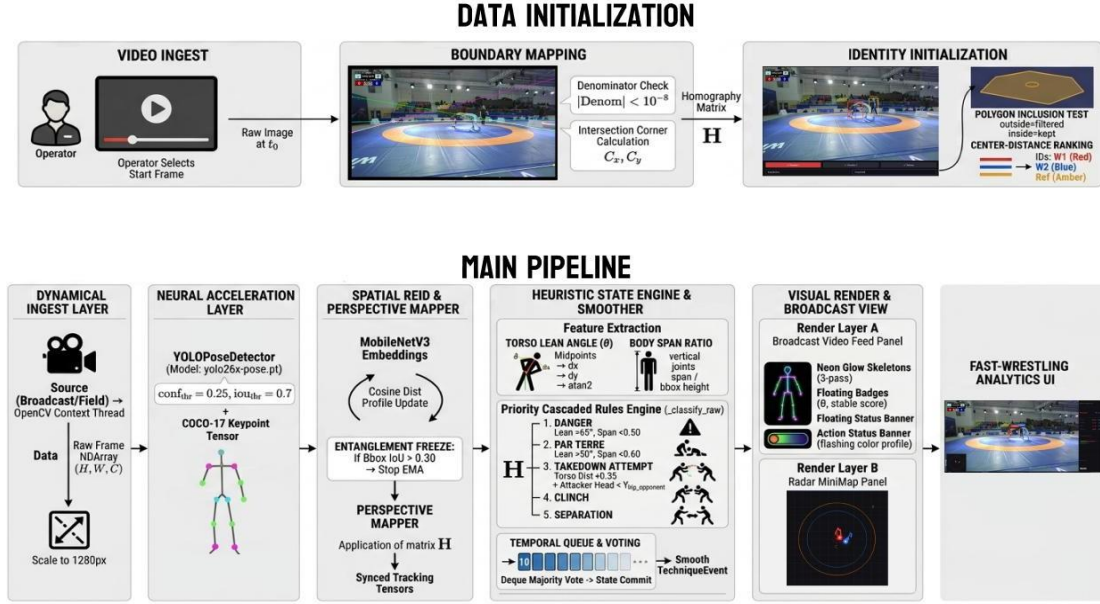 DATA INITIALIZATION
VIDEO INGEST
Operator
Operator Selects
Start Frame
Raw Image
at t₀
BOUNDARY MAPPING
Denominator Check
|Denom| < 10⁻⁸
Intersection Corner
Calculation
Cₓ, Cᵧ
Homography
Matrix
H
IDENTITY INITIALIZATION
POLYGON INCLUSION TEST
outside=filtered
inside=kept
CENTER-DISTANCE RANKING
IDs: W1 (Red)
W2 (Blue)
Ref (Amber)
MAIN PIPELINE
DYNAMICAL
INGEST LAYER
Source
(Broadcast/Field) →
OpenCV Context Thread
Data
Raw Frame
NDArray
(H, W, C)
Scale to 1280px
NEURAL ACCELERATION
LAYER
YOLOPoseDetector
(Model: yolo26x-pose.pt)
conf_thr = 0.25, iou_thr = 0.7
+
COCO-17 Keypoint
Tensor
SPATIAL REID &
PERSPECTIVE MAPPER
MobileNetV3
Embeddings
Cosine Dist
Profile Update
ENTANGLEMENT FREEZE:
If Bbox IoU > 0.30
→ Stop EMA
PERSPECTIVE
MAPPER
Application of matrix H
Synced Tracking
Tensors
HEURISTIC STATE ENGINE &
SMOOTHER
Feature Extraction
TORSO LEAN ANGLE (θ)
Midpoints
→ dx
→ dy
→ atan2
BODY SPAN RATIO
vertical
joints
span /
bbox height
Priority Cascaded Rules Engine (_classify_raw)
H
1. DANGER
Lean >65°, Span <0.50
2. PAR TERRE
Lean >50°, Span <0.60
3. TAKEDOWN ATTEMPT
Torso Dist +0.35
+ Attacker Head < Y_hip_opponent
4. CLINCH
5. SEPARATION
TEMPORAL QUEUE & VOTING
10
Deque Majority Vote -> State Commit
Smooth
TechniqueEvent
VISUAL RENDER &
BROADCAST VIEW
Render Layer A
Broadcast Video Feed Panel
Neon Glow Skeletons
(3-pass)
Floating Badges
(θ, stable score)
Floating Status Banner
Action Status Banner
(flashing color profile)
Render Layer B
Radar MiniMap Panel
FAST-WRESTLING
ANALYTICS UI